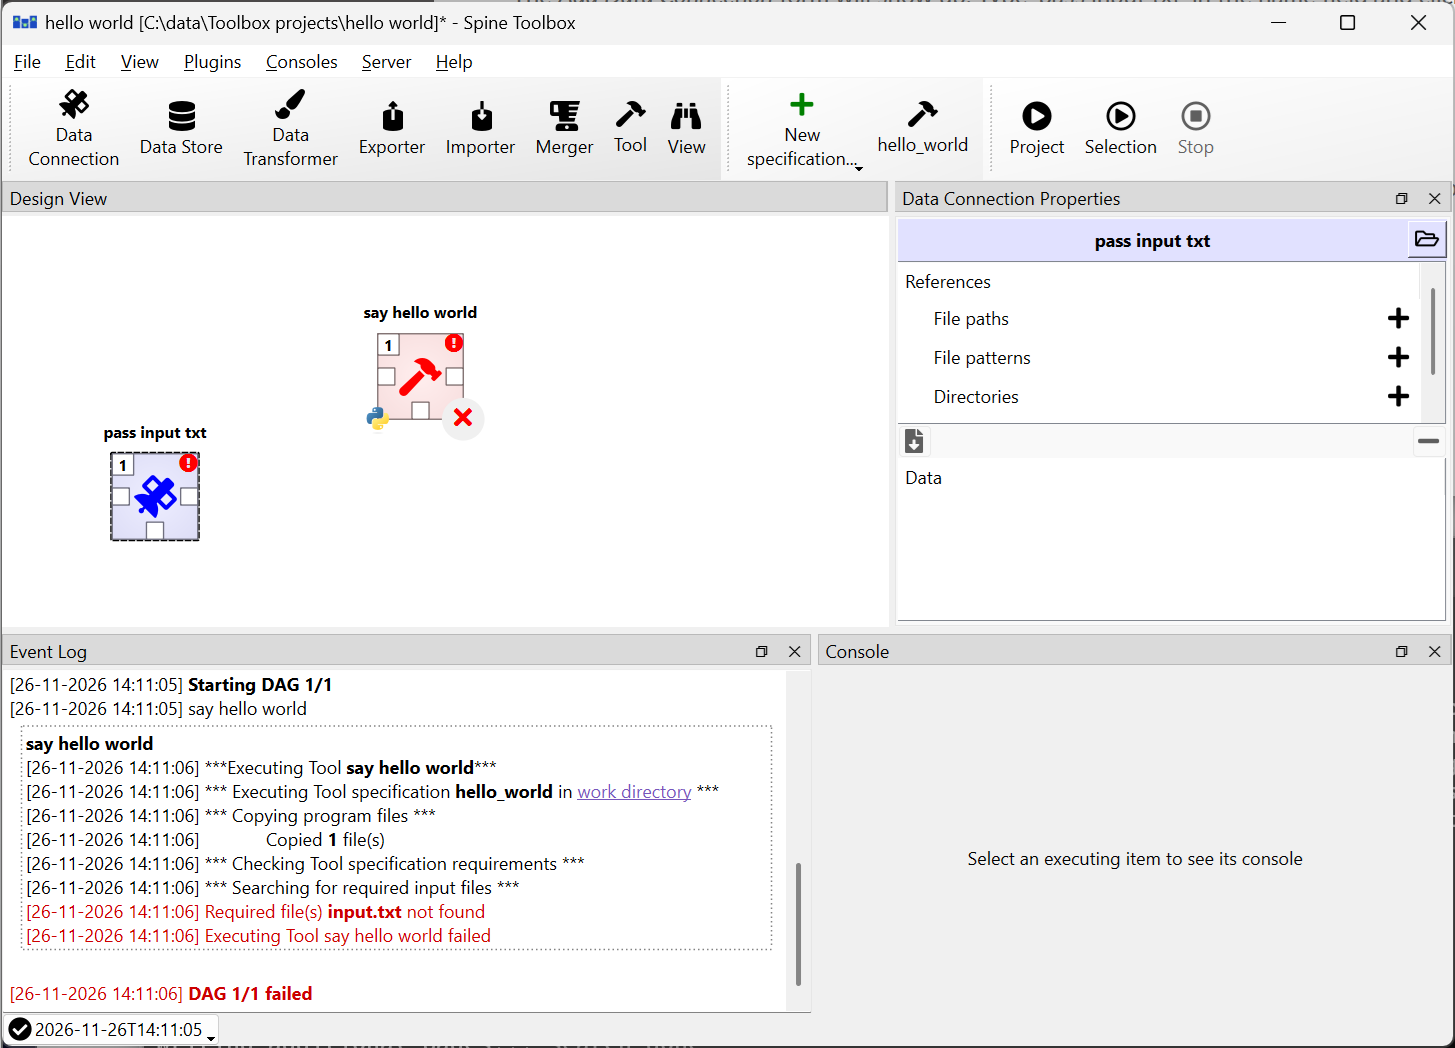 hello world [C:\data\Toolbox projects\hello world]* - Spine Toolbox
File Edit View Plugins Consoles Server Help
Data Connection
Data Store
Data Transformer
Exporter
Importer
Merger
Tool
View
New specification...
hello_world
Project
Selection
Stop
Design View
say hello world
1
pass input txt
1
Data Connection Properties
pass input txt
References
File paths
File patterns
Directories
Data
Event Log
[26-11-2026 14:11:05] Starting DAG 1/1
[26-11-2026 14:11:05] say hello world
say hello world
[26-11-2026 14:11:06] ***Executing Tool say hello world***
[26-11-2026 14:11:06] *** Executing Tool specification hello_world in work directory ***
[26-11-2026 14:11:06] *** Copying program files ***
[26-11-2026 14:11:06] Copied 1 file(s)
[26-11-2026 14:11:06] *** Checking Tool specification requirements ***
[26-11-2026 14:11:06] *** Searching for required input files ***
[26-11-2026 14:11:06] Required file(s) input.txt not found
[26-11-2026 14:11:06] Executing Tool say hello world failed
[26-11-2026 14:11:06] DAG 1/1 failed
2026-11-26T14:11:05
Console
Select an executing item to see its console